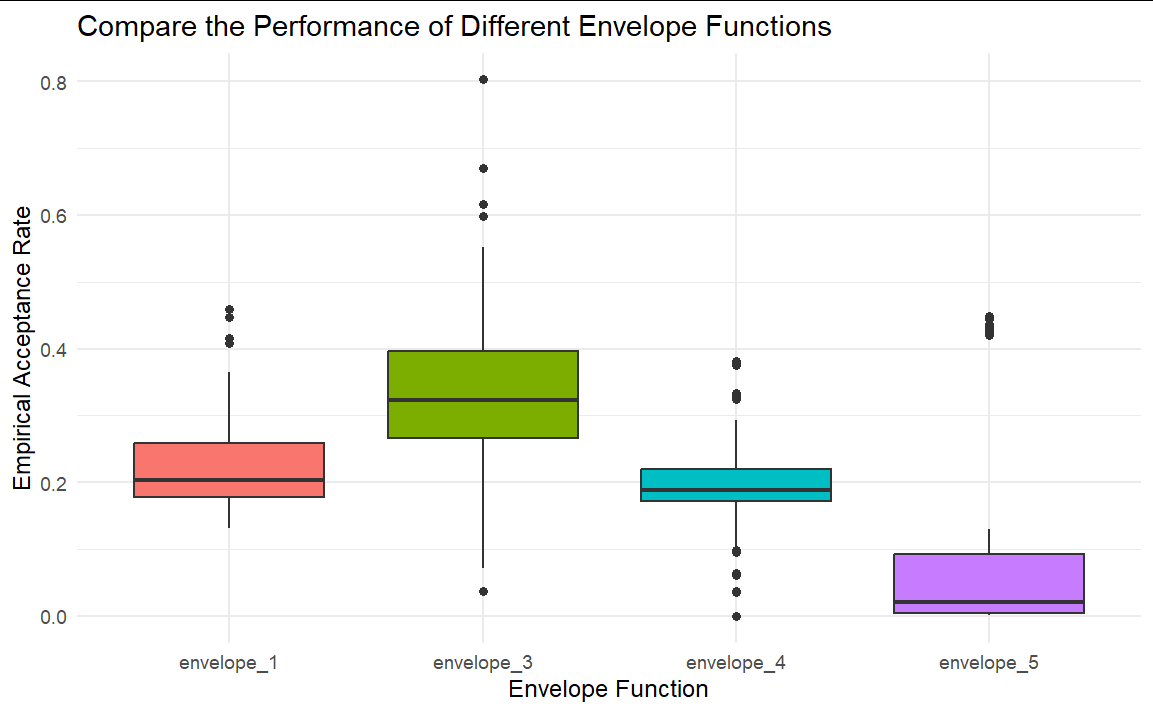 Compare the Performance of Different Envelope Functions
Empirical Acceptance Rate
0.8
0.6
0.4
0.2
0.0
envelope_1 envelope_3 envelope_4 envelope_5
Envelope Function